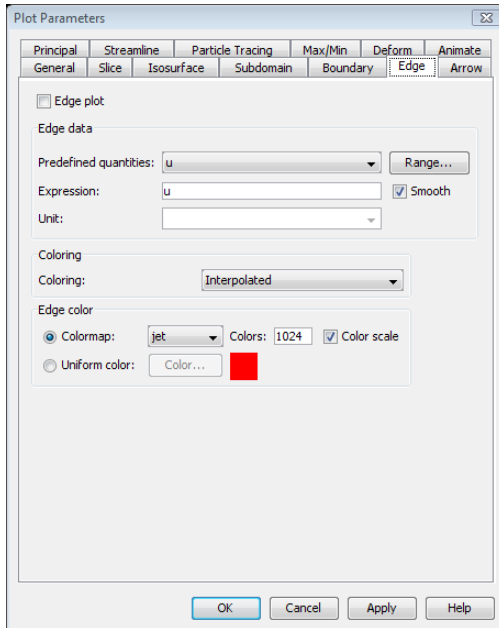 Plot Parameters
Principal Streamline Particle Tracing Max/Min Deform Animate
General Slice Isosurface Subdomain Boundary Edge Arrow
Edge plot
Edge data
Predefined quantities: u Range...
Expression: u Smooth
Unit:
Coloring
Coloring: Interpolated
Edge color
Colormap: jet Colors: 1024 Color scale
Uniform color: Color...
OK Cancel Apply Help